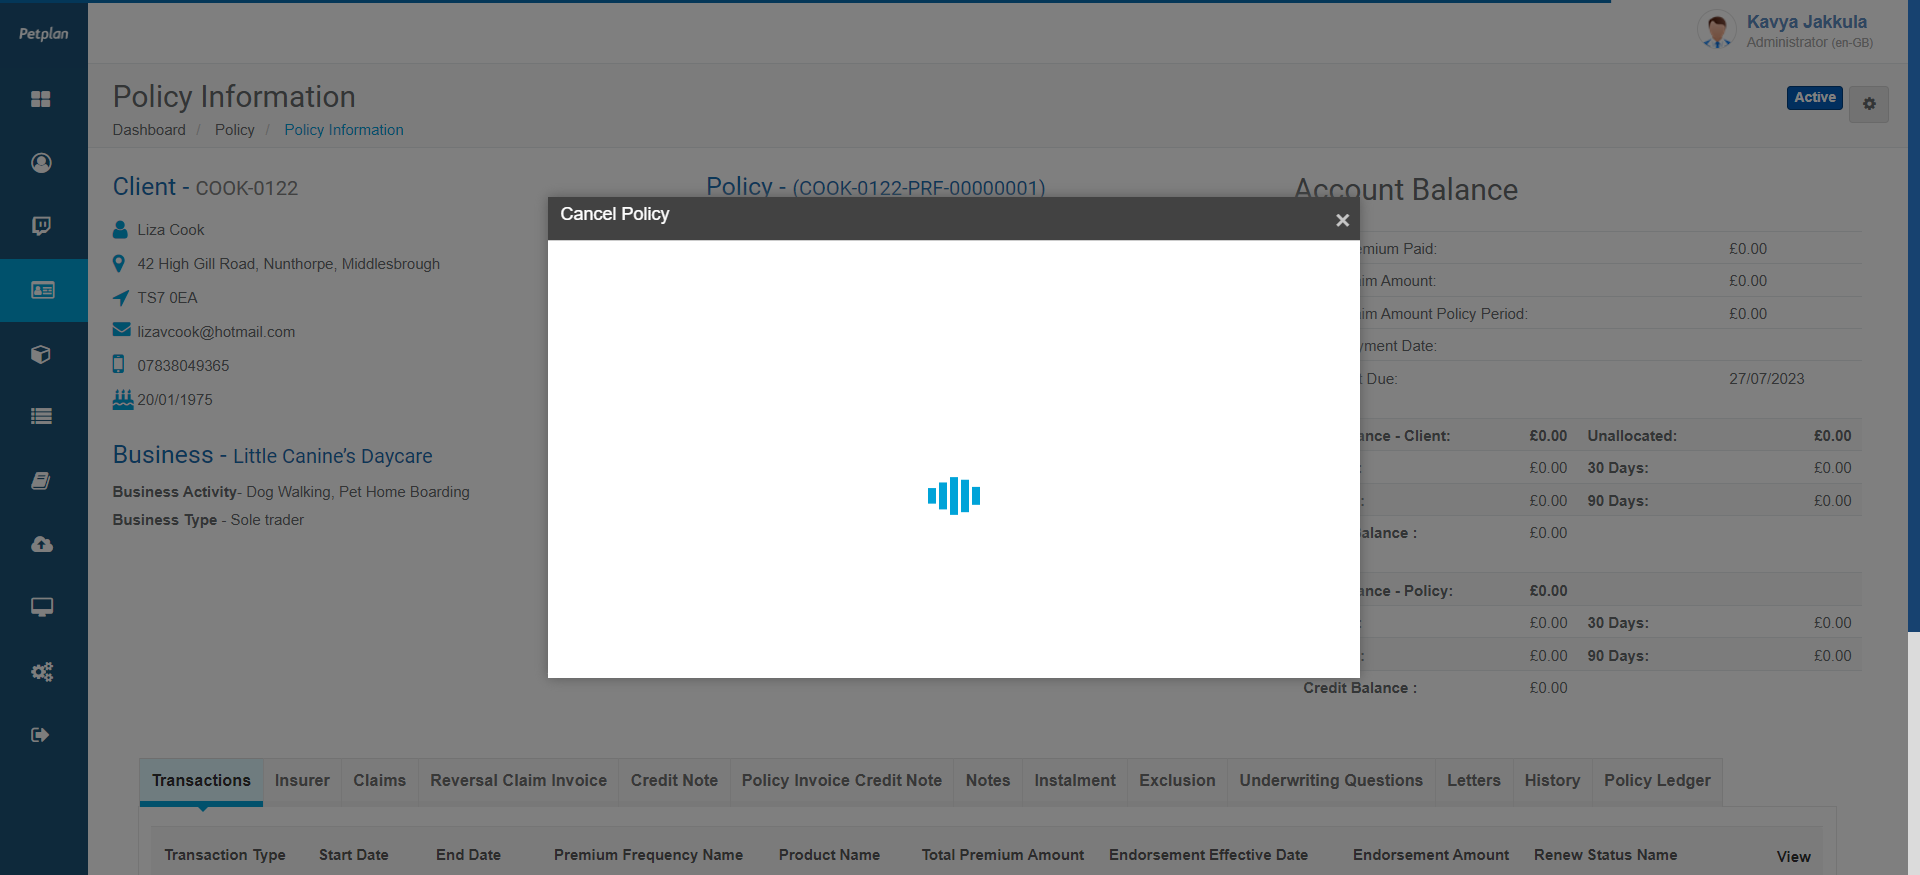 Petplan
Kavya Jakkula
Administrator (en-GB)
Policy Information
Active
Dashboard / Policy / Policy Information
Client - COOK-0122
Liza Cook
42 High Gill Road, Nunthorpe, Middlesbrough
TS7 0EA
lizavcook@hotmail.com
07838049365
20/01/1975
Business - Little Canine's Daycare
Business Activity- Dog Walking, Pet Home Boarding
Business Type - Sole trader
Policy - (COOK-0122-PRF-00000001)
Cancel Policy
×
Account Balance
Paid: £0.00
Amount: £0.00
Amount Policy Period: £0.00
Date:
Due: 27/07/2023
- Client: £0.00 Unallocated: £0.00
£0.00 30 Days: £0.00
£0.00 90 Days: £0.00
: £0.00
- Policy: £0.00
£0.00 30 Days: £0.00
£0.00 90 Days: £0.00
Credit Balance : £0.00
Transactions Insurer Claims Reversal Claim Invoice Credit Note Policy Invoice Credit Note Notes Instalment Exclusion Underwriting Questions Letters History Policy Ledger
Transaction Type Start Date End Date Premium Frequency Name Product Name Total Premium Amount Endorsement Effective Date Endorsement Amount Renew Status Name View